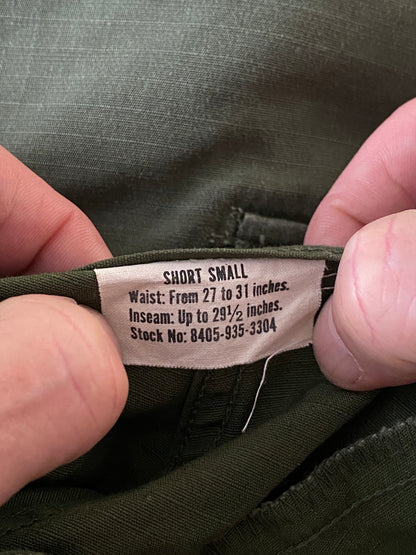 SHORT SMALL
Waist: From 27 to 31 inches.
Inseam: Up to 29½ inches.
Stock No: 8405-935-3304